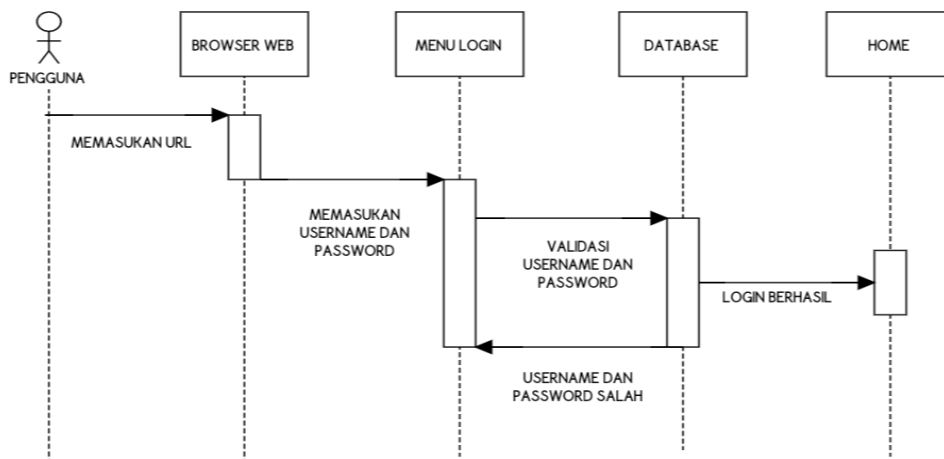 PENGGUNA
BROWSER WEB
MENU LOGIN
DATABASE
HOME
MEMASUKAN URL
MEMASUKAN
USERNAME DAN
PASSWORD
VALIDASI
USERNAME DAN
PASSWORD
LOGIN BERHASIL
USERNAME DAN
PASSWORD SALAH